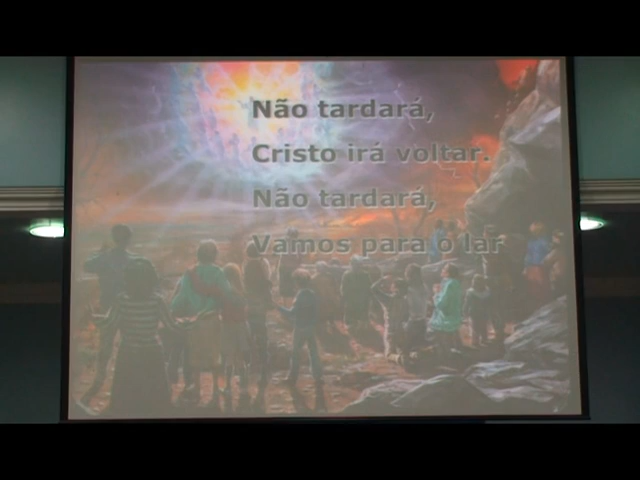 Não tardará,
Cristo irá voltar.
Não tardará,
Vamos para o lar